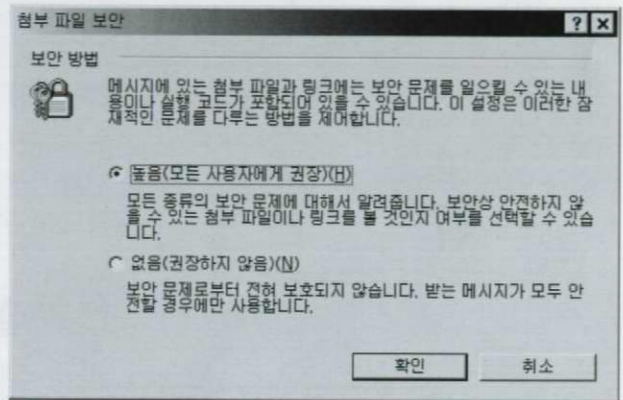 첨부 파일 보안
보안 방법
메시지에 있는 첨부 파일과 링크에는 보안 문제를 일으킬 수 있는 내
용이나 실행 코드가 포함되어 있을 수 있습니다. 이 설정은 이러한 잠
재적인 문제를 다루는 방법을 제어합니다.
높음(모든 사용자에게 권장)(H)
모든 종류의 보안 문제에 대해서 알려줍니다. 보안상 안전하지 않
을 수 있는 첨부 파일이나 링크를 볼 것인지 여부를 선택할 수 있습
니다.
없음(권장하지 않음)(N)
보안 문제로부터 전혀 보호되지 않습니다. 받는 메시지가 모두 안
전할 경우에만 사용합니다.
확인
취소